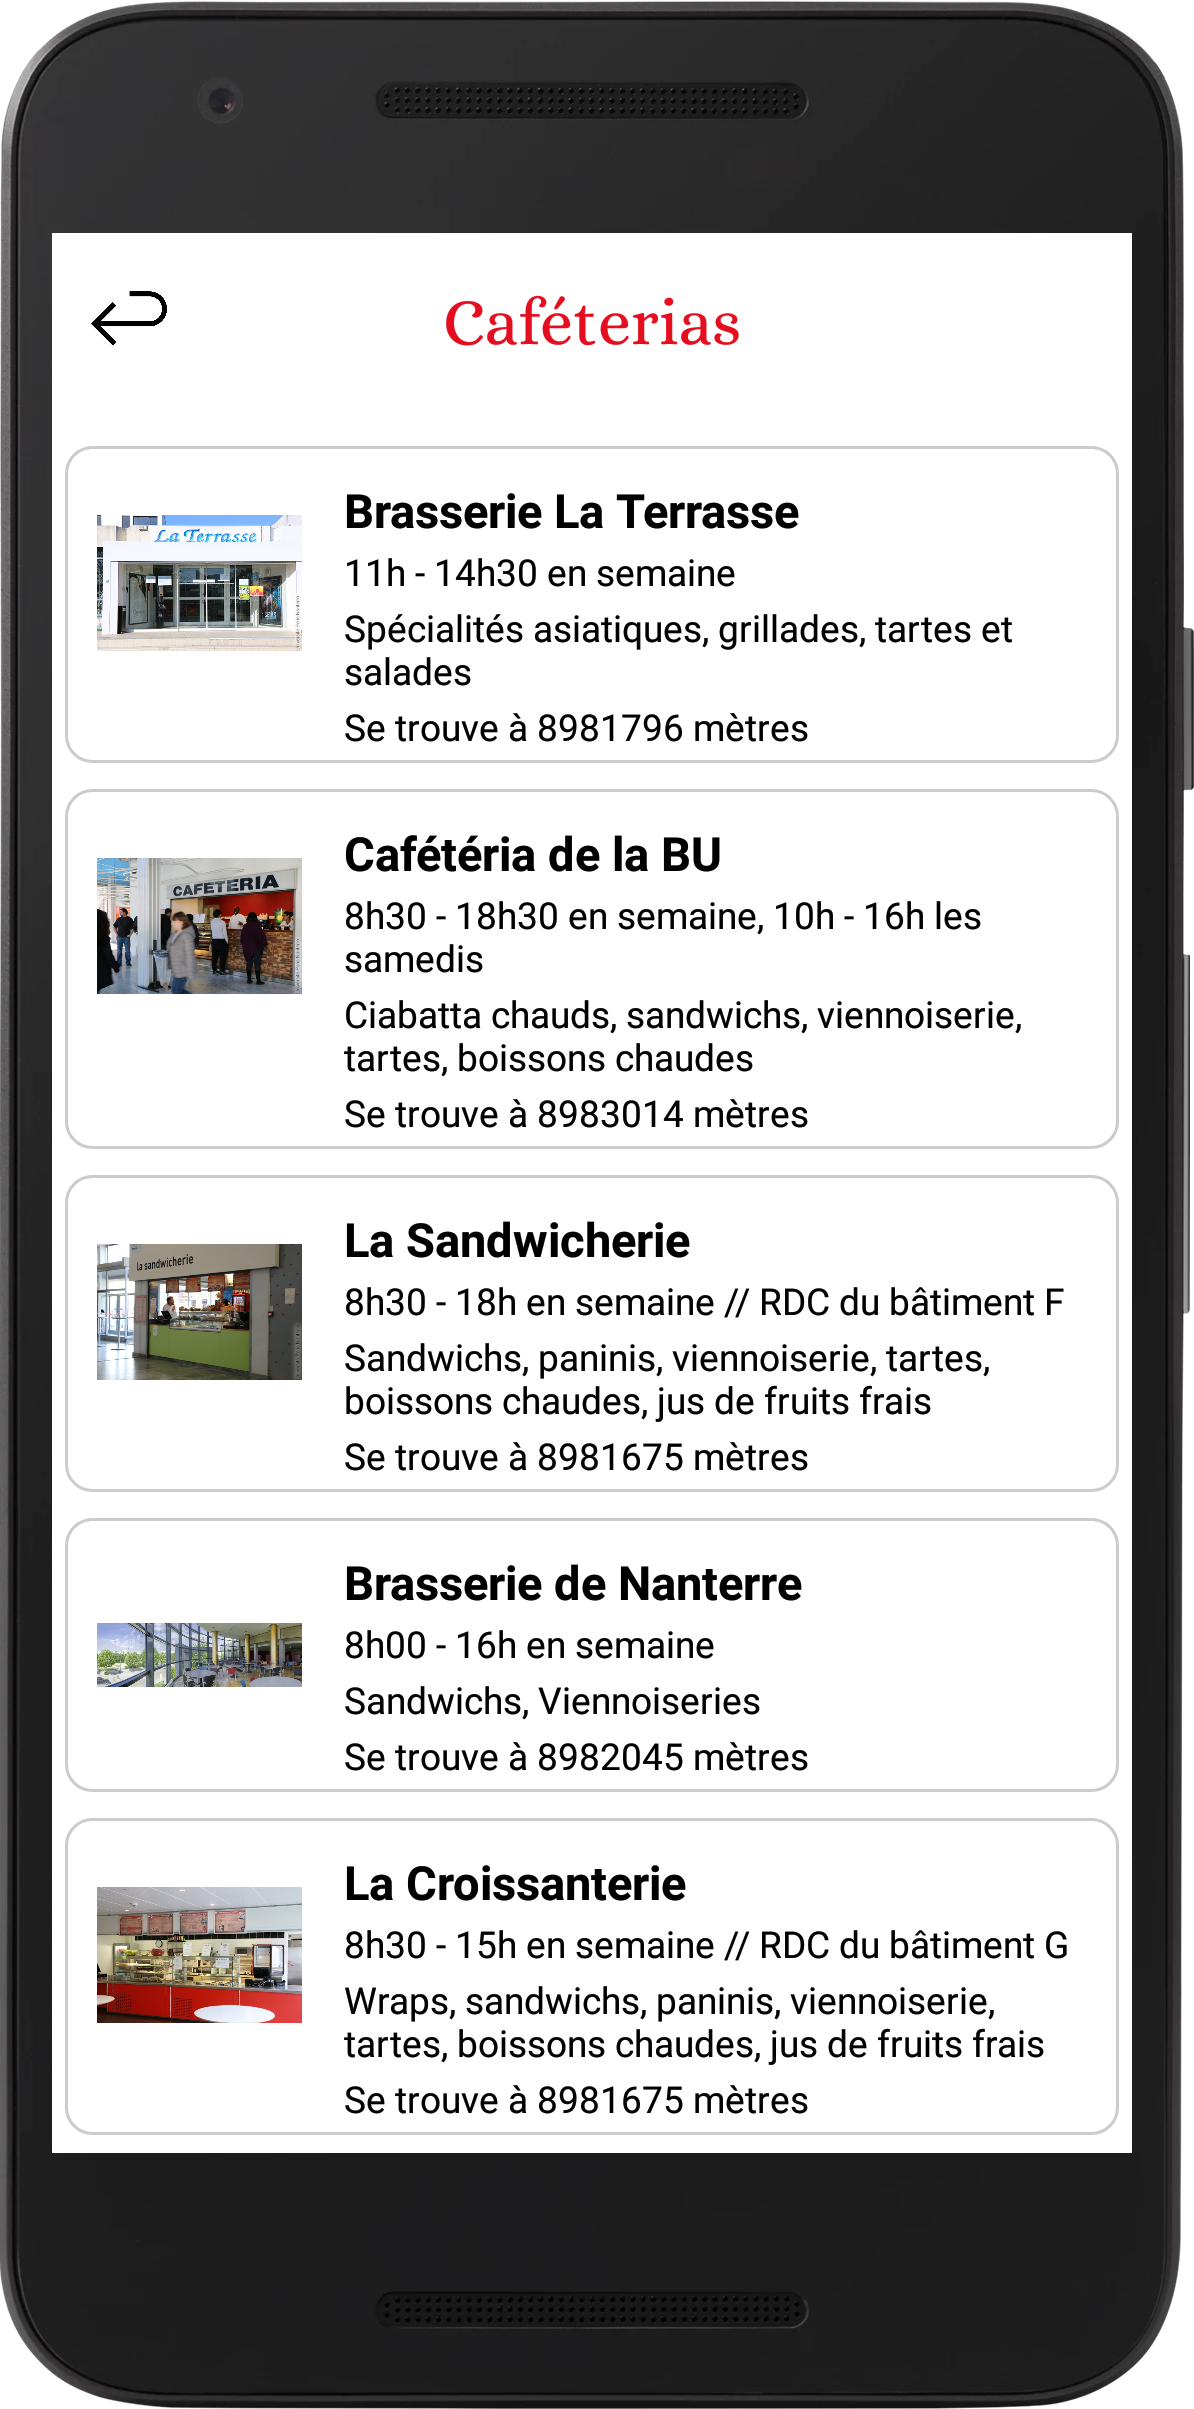 Caféterias
La Terrasse
Brasserie La Terrasse
11h - 14h30 en semaine
Spécialités asiatiques, grillades, tartes et
salades
Se trouve à 8981796 mètres
CAFETERIA
Cafétéria de la BU
8h30 - 18h30 en semaine, 10h - 16h les
samedis
Ciabatta chauds, sandwichs, viennoiserie,
tartes, boissons chaudes
Se trouve à 8983014 mètres
la sandwicherie
La Sandwicherie
8h30 - 18h en semaine // RDC du bâtiment F
Sandwichs, paninis, viennoiserie, tartes,
boissons chaudes, jus de fruits frais
Se trouve à 8981675 mètres
Brasserie de Nanterre
8h00 - 16h en semaine
Sandwichs, Viennoiseries
Se trouve à 8982045 mètres
La Croissanterie
8h30 - 15h en semaine // RDC du bâtiment G
Wraps, sandwichs, paninis, viennoiserie,
tartes, boissons chaudes, jus de fruits frais
Se trouve à 8981675 mètres